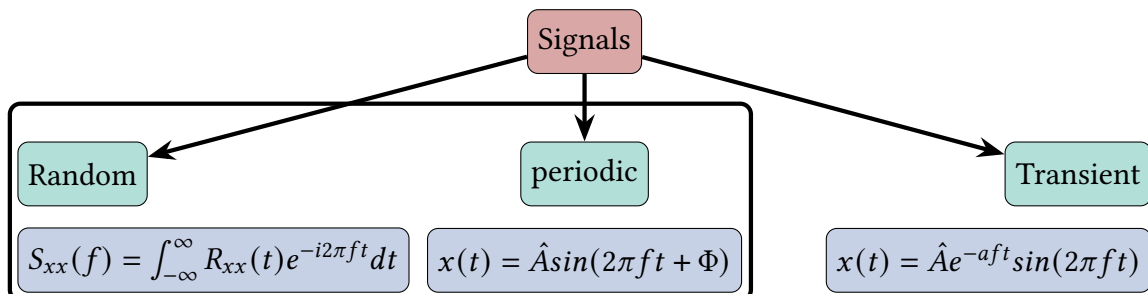 Signals
Random periodic Transient
S_{xx}(f) = ∫_{-∞}^{∞} R_{xx}(t)e^{-i2πft}dt x(t) = Âsin(2πft + Φ) x(t) = Âe^{-aft}sin(2πft)